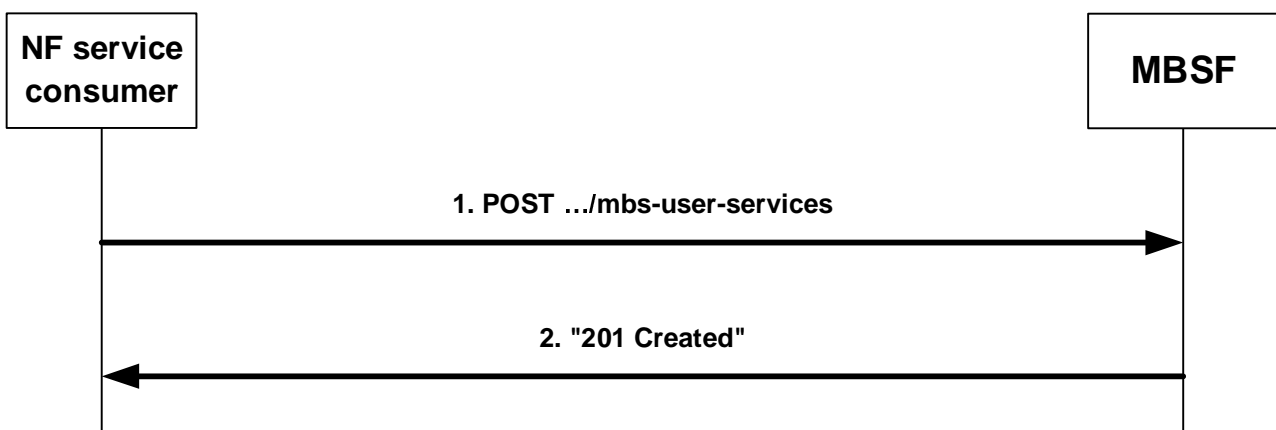 NF service
consumer
MBSF
1. POST …/mbs-user-services
2. "201 Created"